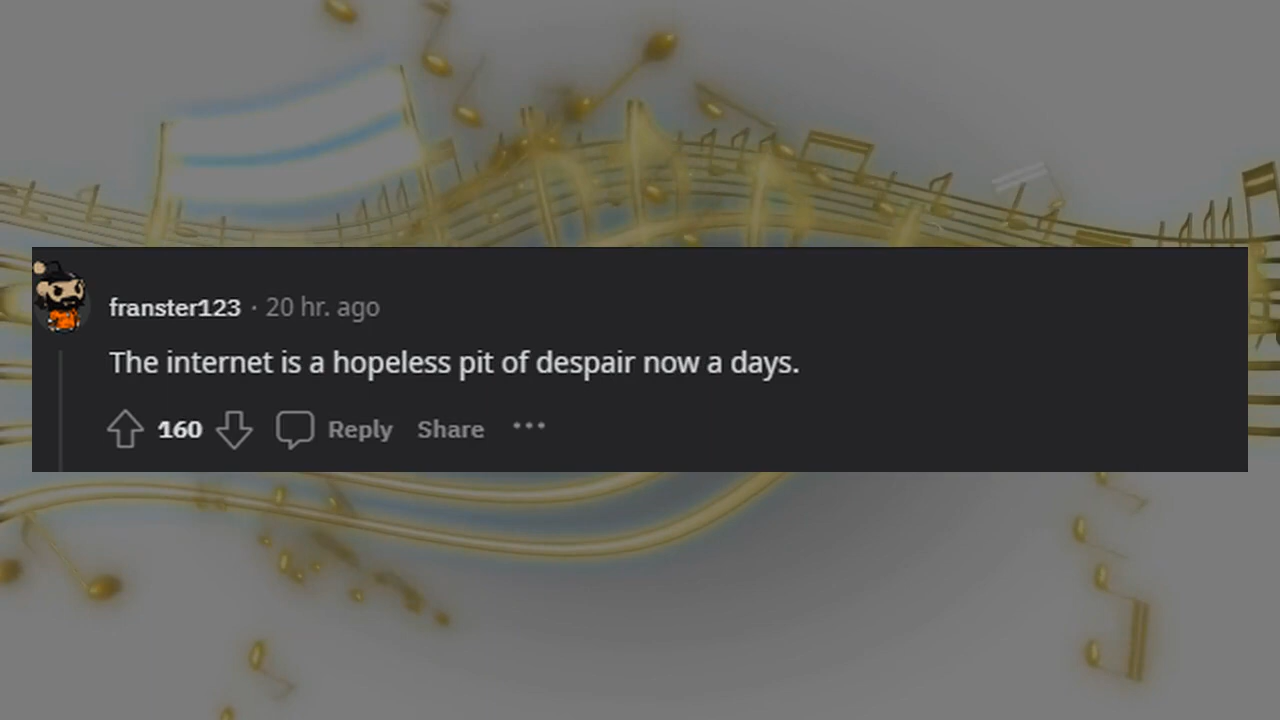 franster123 · 20 hr. ago
The internet is a hopeless pit of despair now a days.
160 Reply Share ···